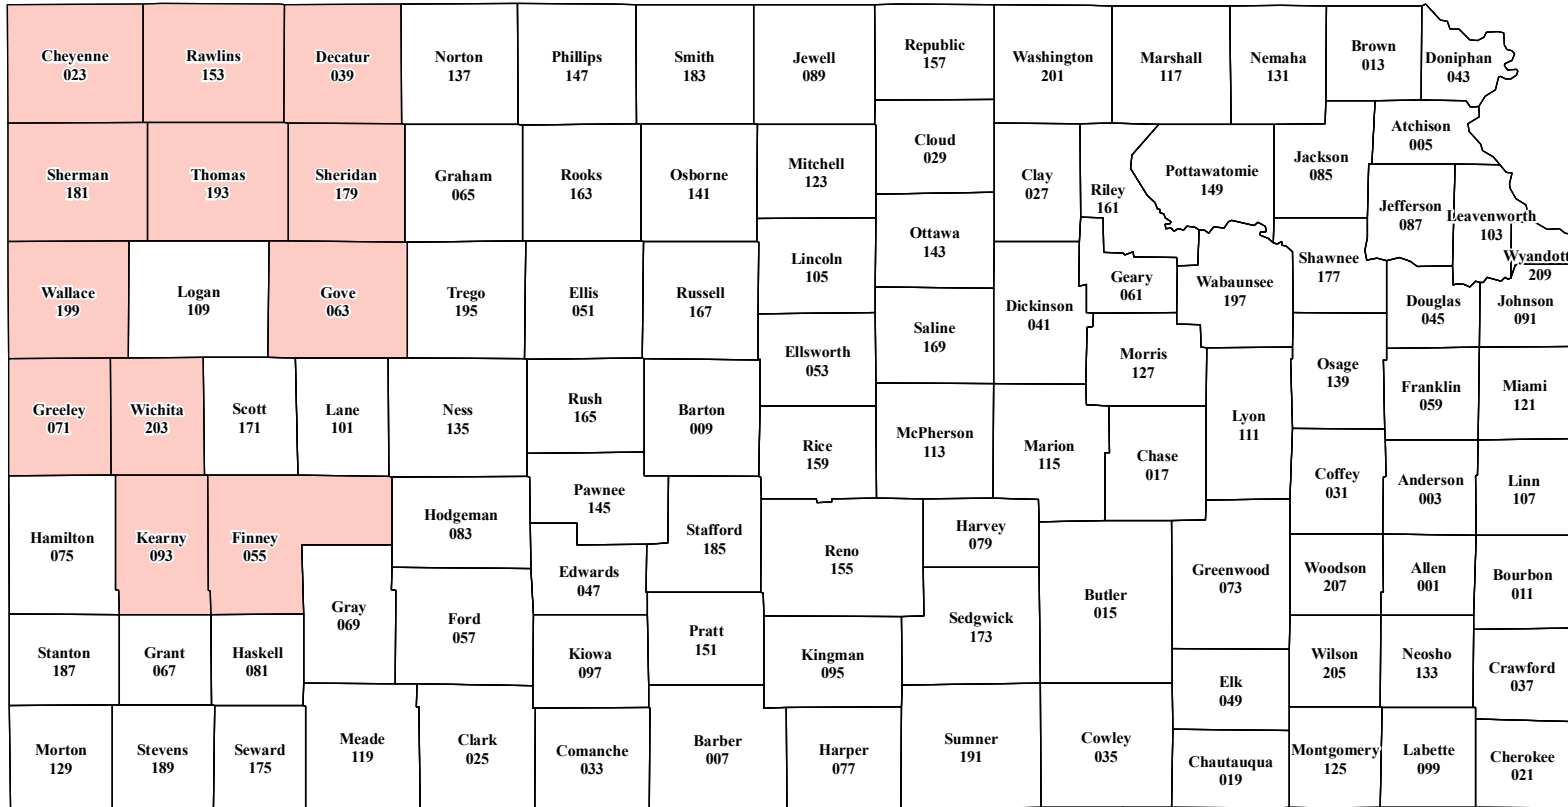 Cheyenne
023
Rawlins
153
Decatur
039
Norton
137
Phillips
147
Smith
183
Jewell
089
Republic
157
Washington
201
Marshall
117
Nemaha
131
Brown
013
Doniphan
043
Sherman
181
Thomas
193
Sheridan
179
Graham
065
Rooks
163
Osborne
141
Mitchell
123
Cloud
029
Clay
027
Riley
161
Pottawatomie
149
Jackson
085
Atchison
005
Jefferson
087
Leavenworth
103
Wyandott
209
Wallace
199
Logan
109
Gove
063
Trego
195
Ellis
051
Russell
167
Lincoln
105
Ottawa
143
Saline
169
Dickinson
041
Geary
061
Wabaunsee
197
Shawnee
177
Douglas
045
Johnson
091
Greeley
071
Wichita
203
Scott
171
Lane
101
Ness
135
Rush
165
Barton
009
Ellsworth
053
Rice
159
McPherson
113
Marion
115
Morris
127
Chase
017
Lyon
111
Osage
139
Franklin
059
Miami
121
Coffey
031
Anderson
003
Linn
107
Hamilton
075
Kearny
093
Finney
055
Hodgeman
083
Pawnee
145
Stafford
185
Edwards
047
Reno
155
Harvey
079
Sedgwick
173
Butler
015
Greenwood
073
Woodson
207
Allen
001
Bourbon
011
Gray
069
Ford
057
Stanton
187
Grant
067
Haskell
081
Kiowa
097
Pratt
151
Kingman
095
Elk
049
Wilson
205
Neosho
133
Crawford
037
Morton
129
Stevens
189
Seward
175
Meade
119
Clark
025
Comanche
033
Barber
007
Harper
077
Sumner
191
Cowley
035
Chautauqua
019
Montgomery
125
Labette
099
Cherokee
021